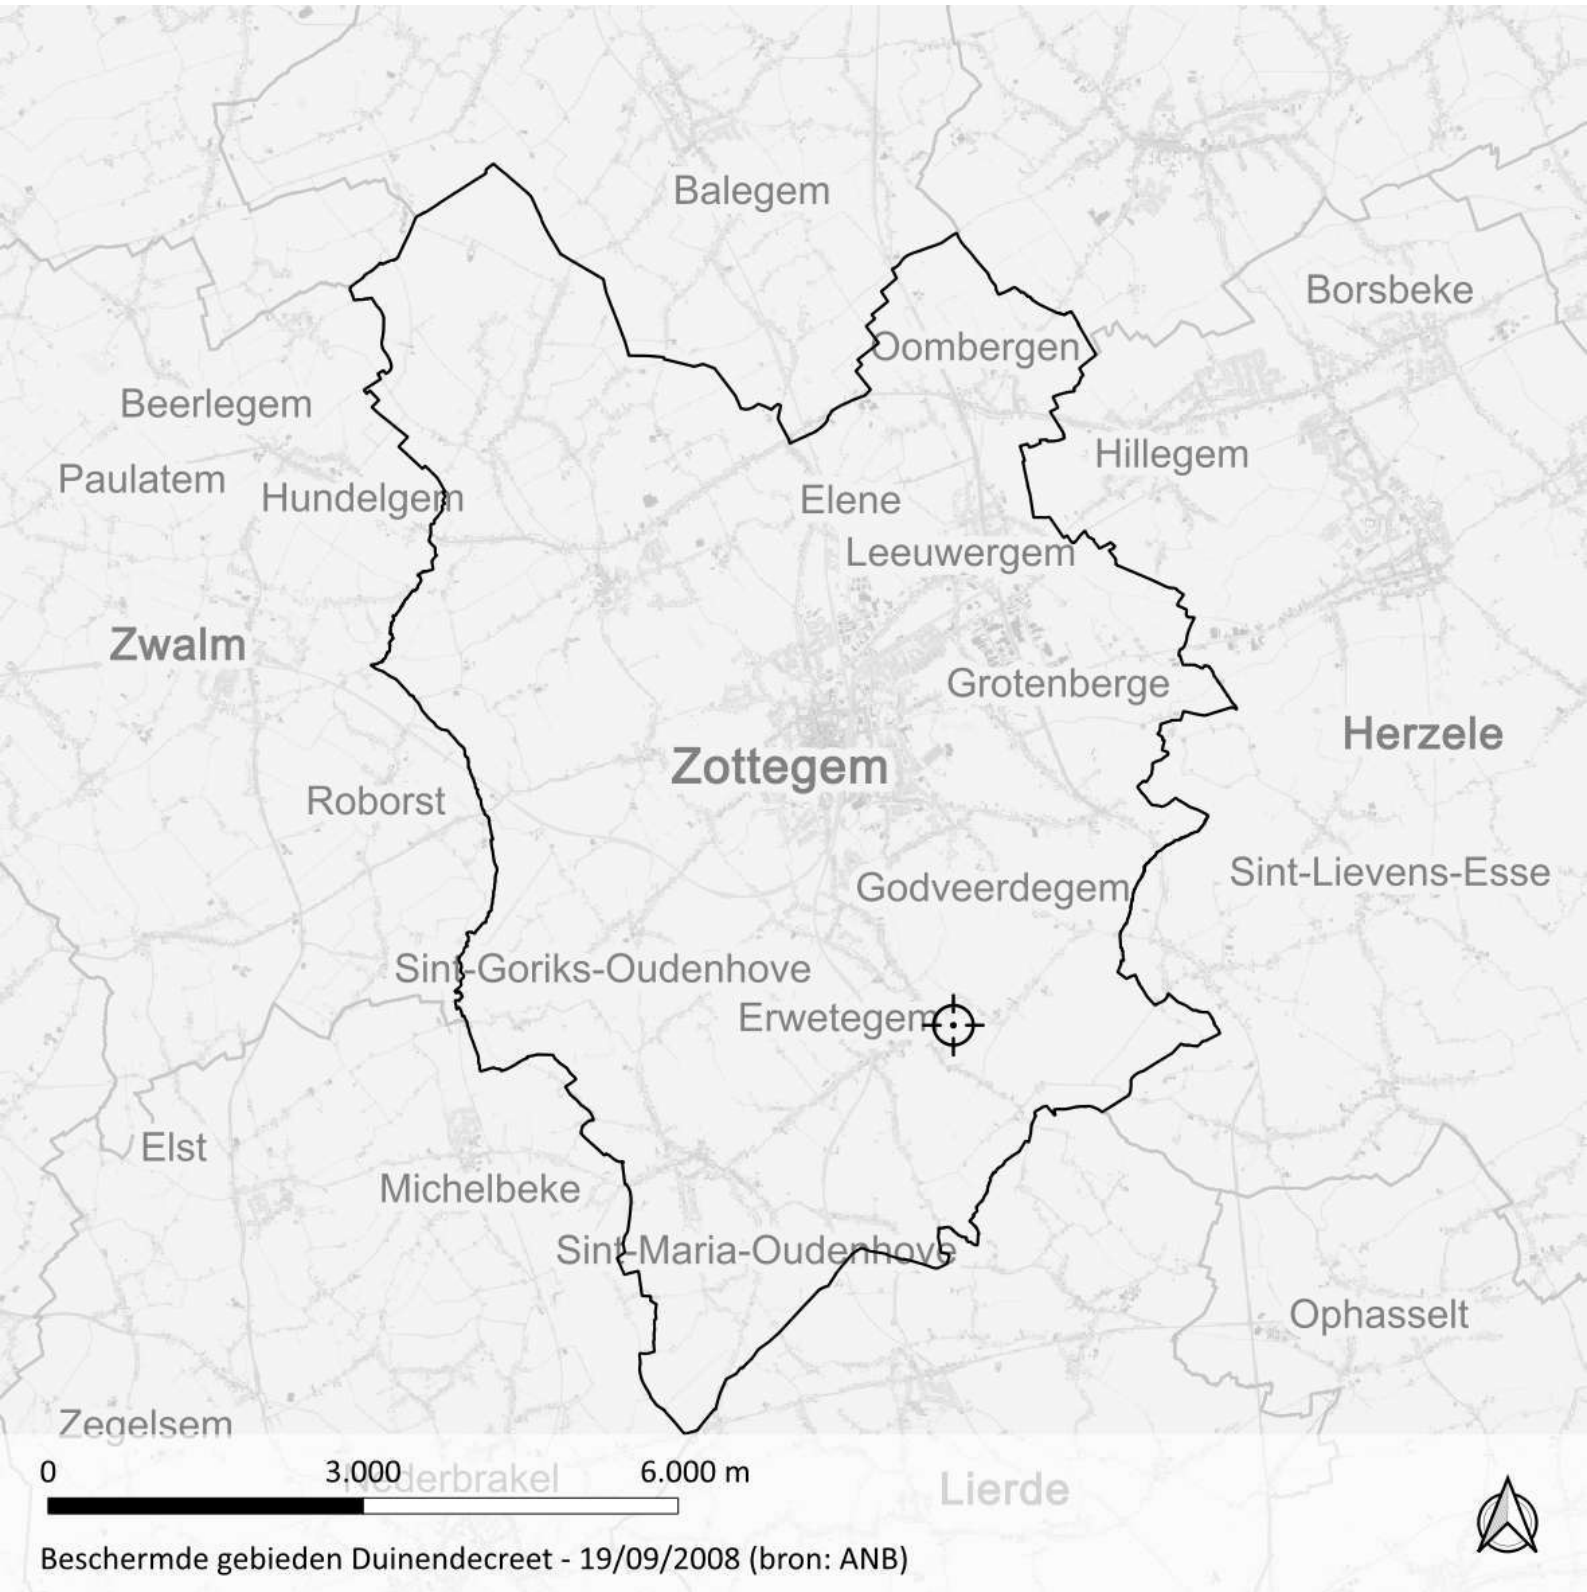 Balegem
Borsbeke
Oombergen
Beerlegem
Hillegem
Paulatem
Hundelgem
Elene
Leeuwergem
Zwalm
Grotenberge
Herzele
Zottegem
Roborst
Sint-Lievens-Esse
Godveerdegem
Sint-Goriks-Oudenhove
Erwetegem
Elst
Michelbeke
Sint-Maria-Oudenhove
Ophasselt
Zegelsem
0 3.000 6.000 m
Nederbrakel
Lierde
Beschermde gebieden Duinendecreet - 19/09/2008 (bron: ANB)